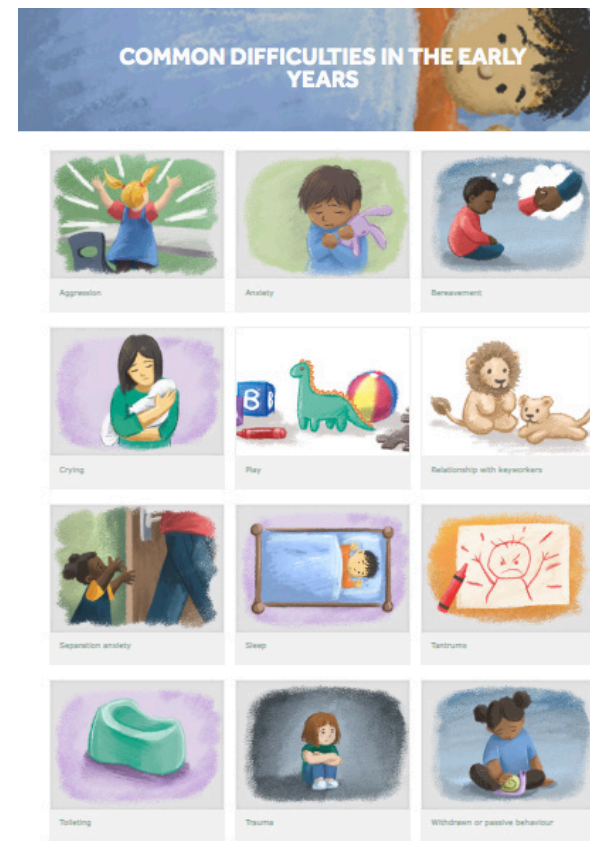 COMMON DIFFICULTIES IN THE EARLY
YEARS
Aggression
Anxiety
Bereavement
B
B
Crying
Play
Relationship with keyworkers
Separation anxiety
Sleep
Tantrums
Toileting
Trauma
Withdrawn or passive behaviour